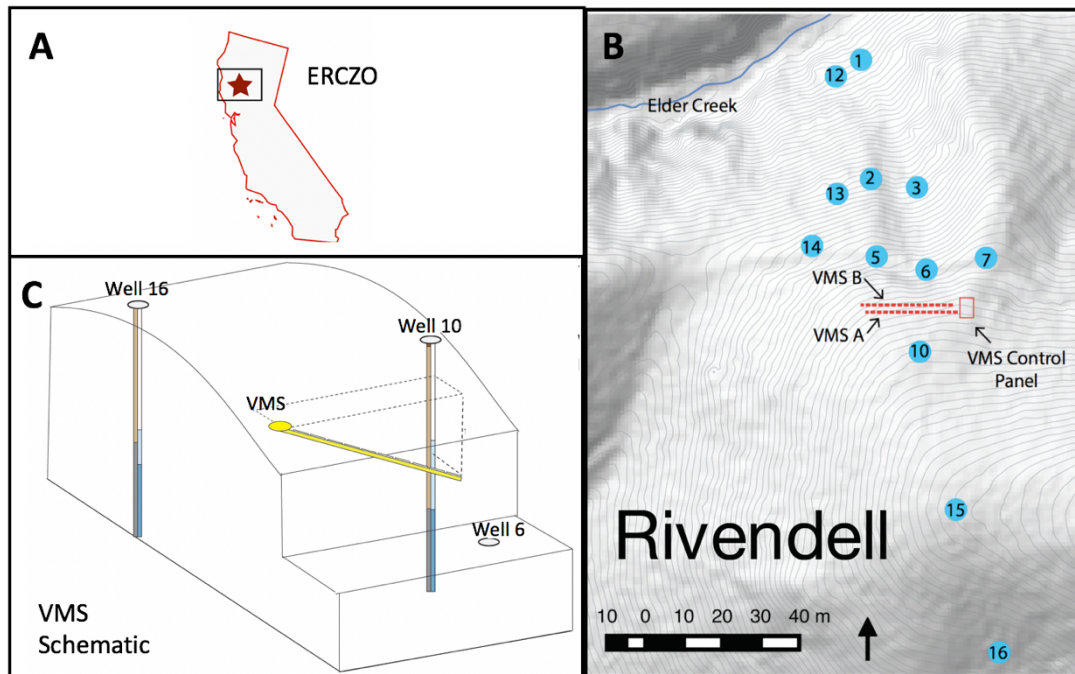 A
ERCZO
B
1
12
Elder Creek
2
3
13
14
5
6
7
VMS B
VMS A
10
VMS Control
Panel
15
Rivendell
10 0 10 20 30 40 m
16
C
Well 16
Well 10
VMS
Well 6
VMS
Schematic